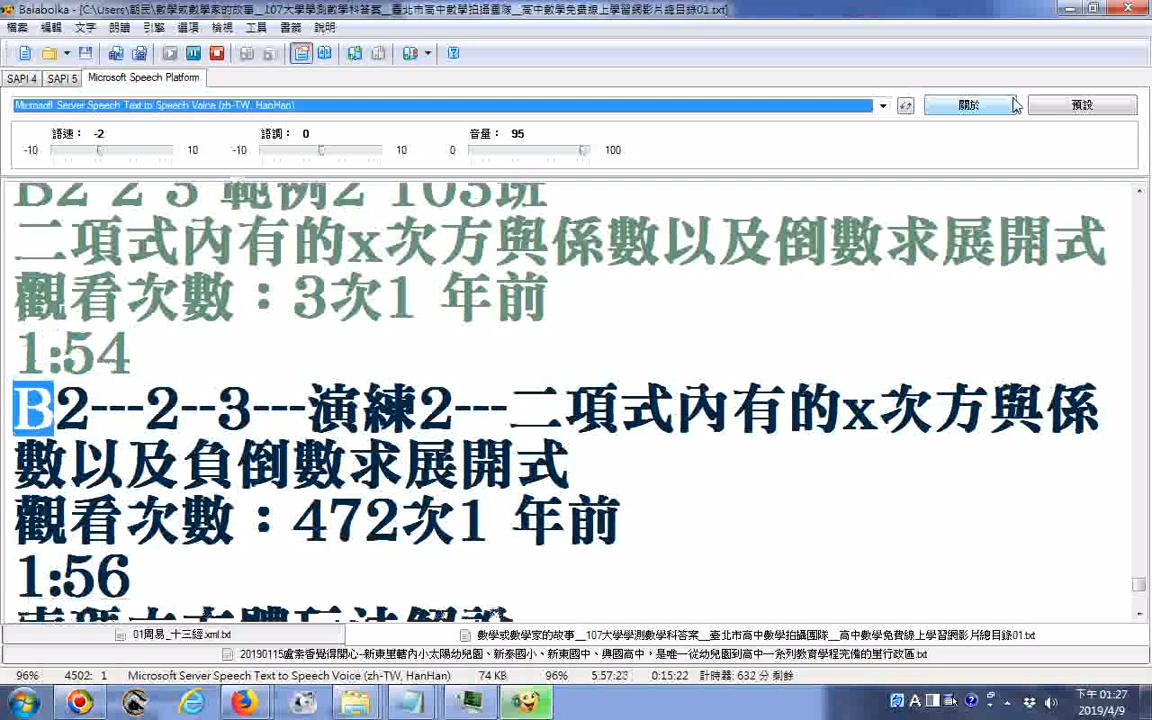 Balabolka - [C:\Users\朝民\數學或數學家的故事__107大學學測數學科答案__臺北市高中數學拍攝團隊__高中數學免費線上學習網影片總目錄01.txt]
檔案 編輯 文字 朗讀 引擎 選項 檢視 工具 書籤 說明
SAPI 4 SAPI 5 Microsoft Speech Platform
Microsoft Server Speech Text to Speech Voice (zh-TW, HanHan)
關於 預設
語速： -2 語調： 0 音量： 95
-10 10 -10 10 0 100
B2 2 3 範例2 103班
二項式內有的x次方與係數以及倒數求展開式
觀看次數：3次1 年前
1:54
B2---2--3---演練2---二項式內有的x次方與係
數以及負倒數求展開式
觀看次數：472次1 年前
1:56
01周易_十三經.xml.txt 數學或數學家的故事__107大學學測數學科答案__臺北市高中數學拍攝團隊__高中數學免費線上學習網影片總目錄01.txt
20190115盧素香覺得開心-新東里轄內小太陽幼兒園、新泰國小、新東國中、興國高中，是唯一從幼兒園到高中一系列教育學程完備的里行政區.txt
96% 4502: 1 Microsoft Server Speech Text to Speech Voice (zh-TW, HanHan) 74 KB 96% 5:57:23 0:15:22 計時器: 632 分 剩餘
下午 01:27
2019/4/9